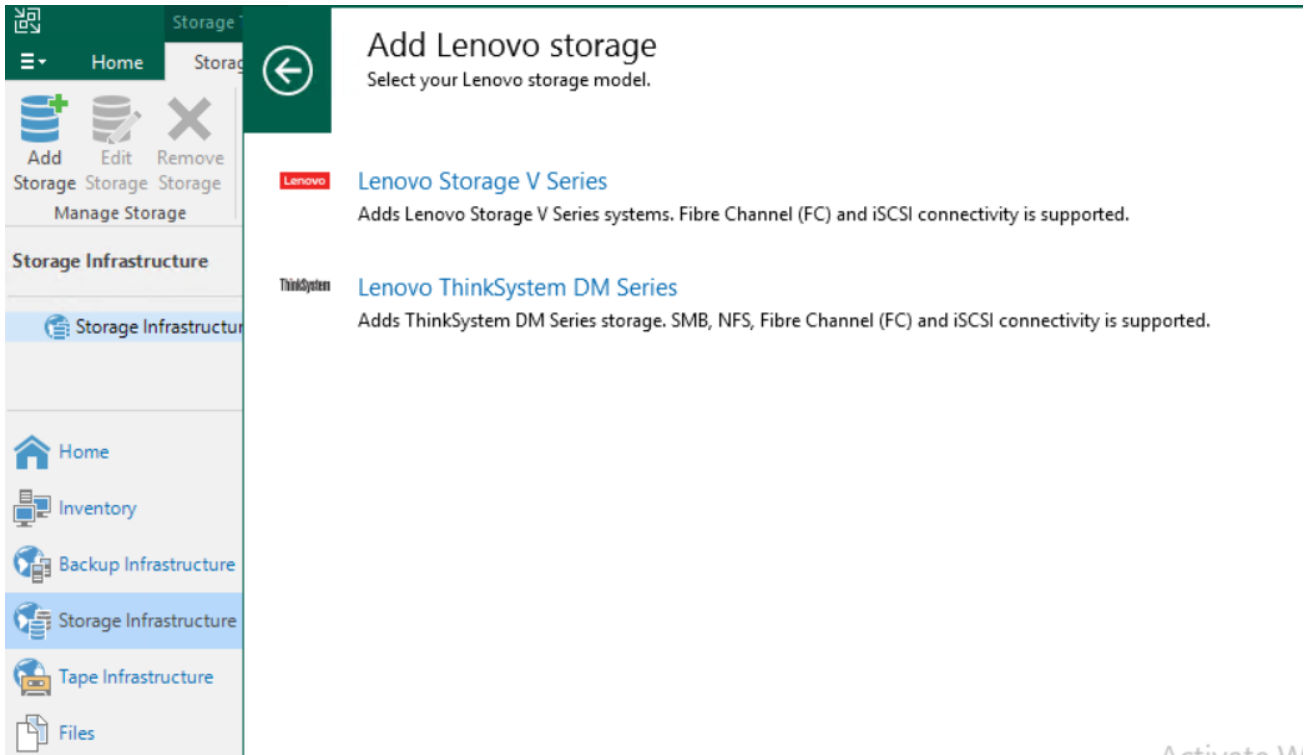 Storage
Home
Storag
Add Storage
Edit Storage
Remove Storage
Manage Storage
Storage Infrastructure
Storage Infrastructur
Home
Inventory
Backup Infrastructure
Storage Infrastructure
Tape Infrastructure
Files
Add Lenovo storage
Select your Lenovo storage model.
Lenovo
Lenovo Storage V Series
Adds Lenovo Storage V Series systems. Fibre Channel (FC) and iSCSI connectivity is supported.
ThinkSystem
Lenovo ThinkSystem DM Series
Adds ThinkSystem DM Series storage. SMB, NFS, Fibre Channel (FC) and iSCSI connectivity is supported.
Activate W